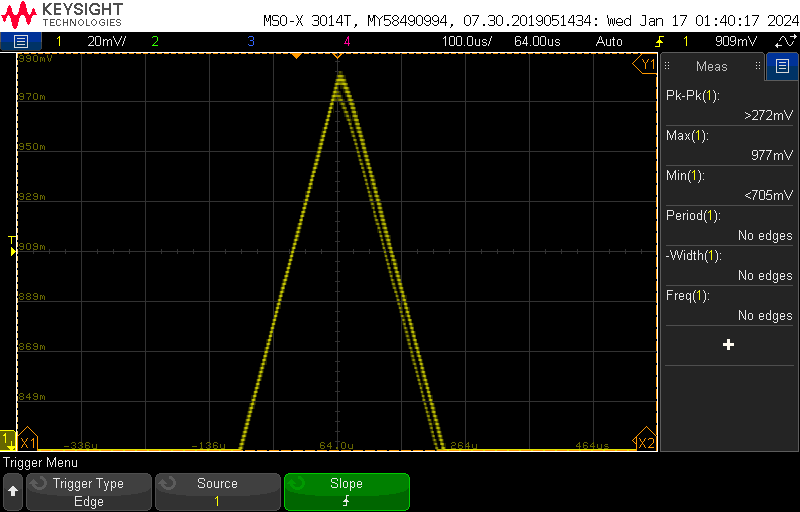 KEYSIGHT
TECHNOLOGIES
MSO-X 3014T, MY58490994, 07.30.2019051434: Wed Jan 17 01:40:17 2024
1 20mV/ 2 3 4 100.0us/ 64.00us Auto 1 909mV
990mV
Y1
Meas
970m
Pk-Pk(1):
>272mV
Max(1):
977mV
950m
Min(1):
<705mV
929m
Period(1):
No edges
T
909m
-Width(1):
No edges
889m
Freq(1):
No edges
869m
849m
1
X1 -336u -136u 64.0u 264u 464us X2
Trigger Menu
Trigger Type
Edge
Source
1
Slope